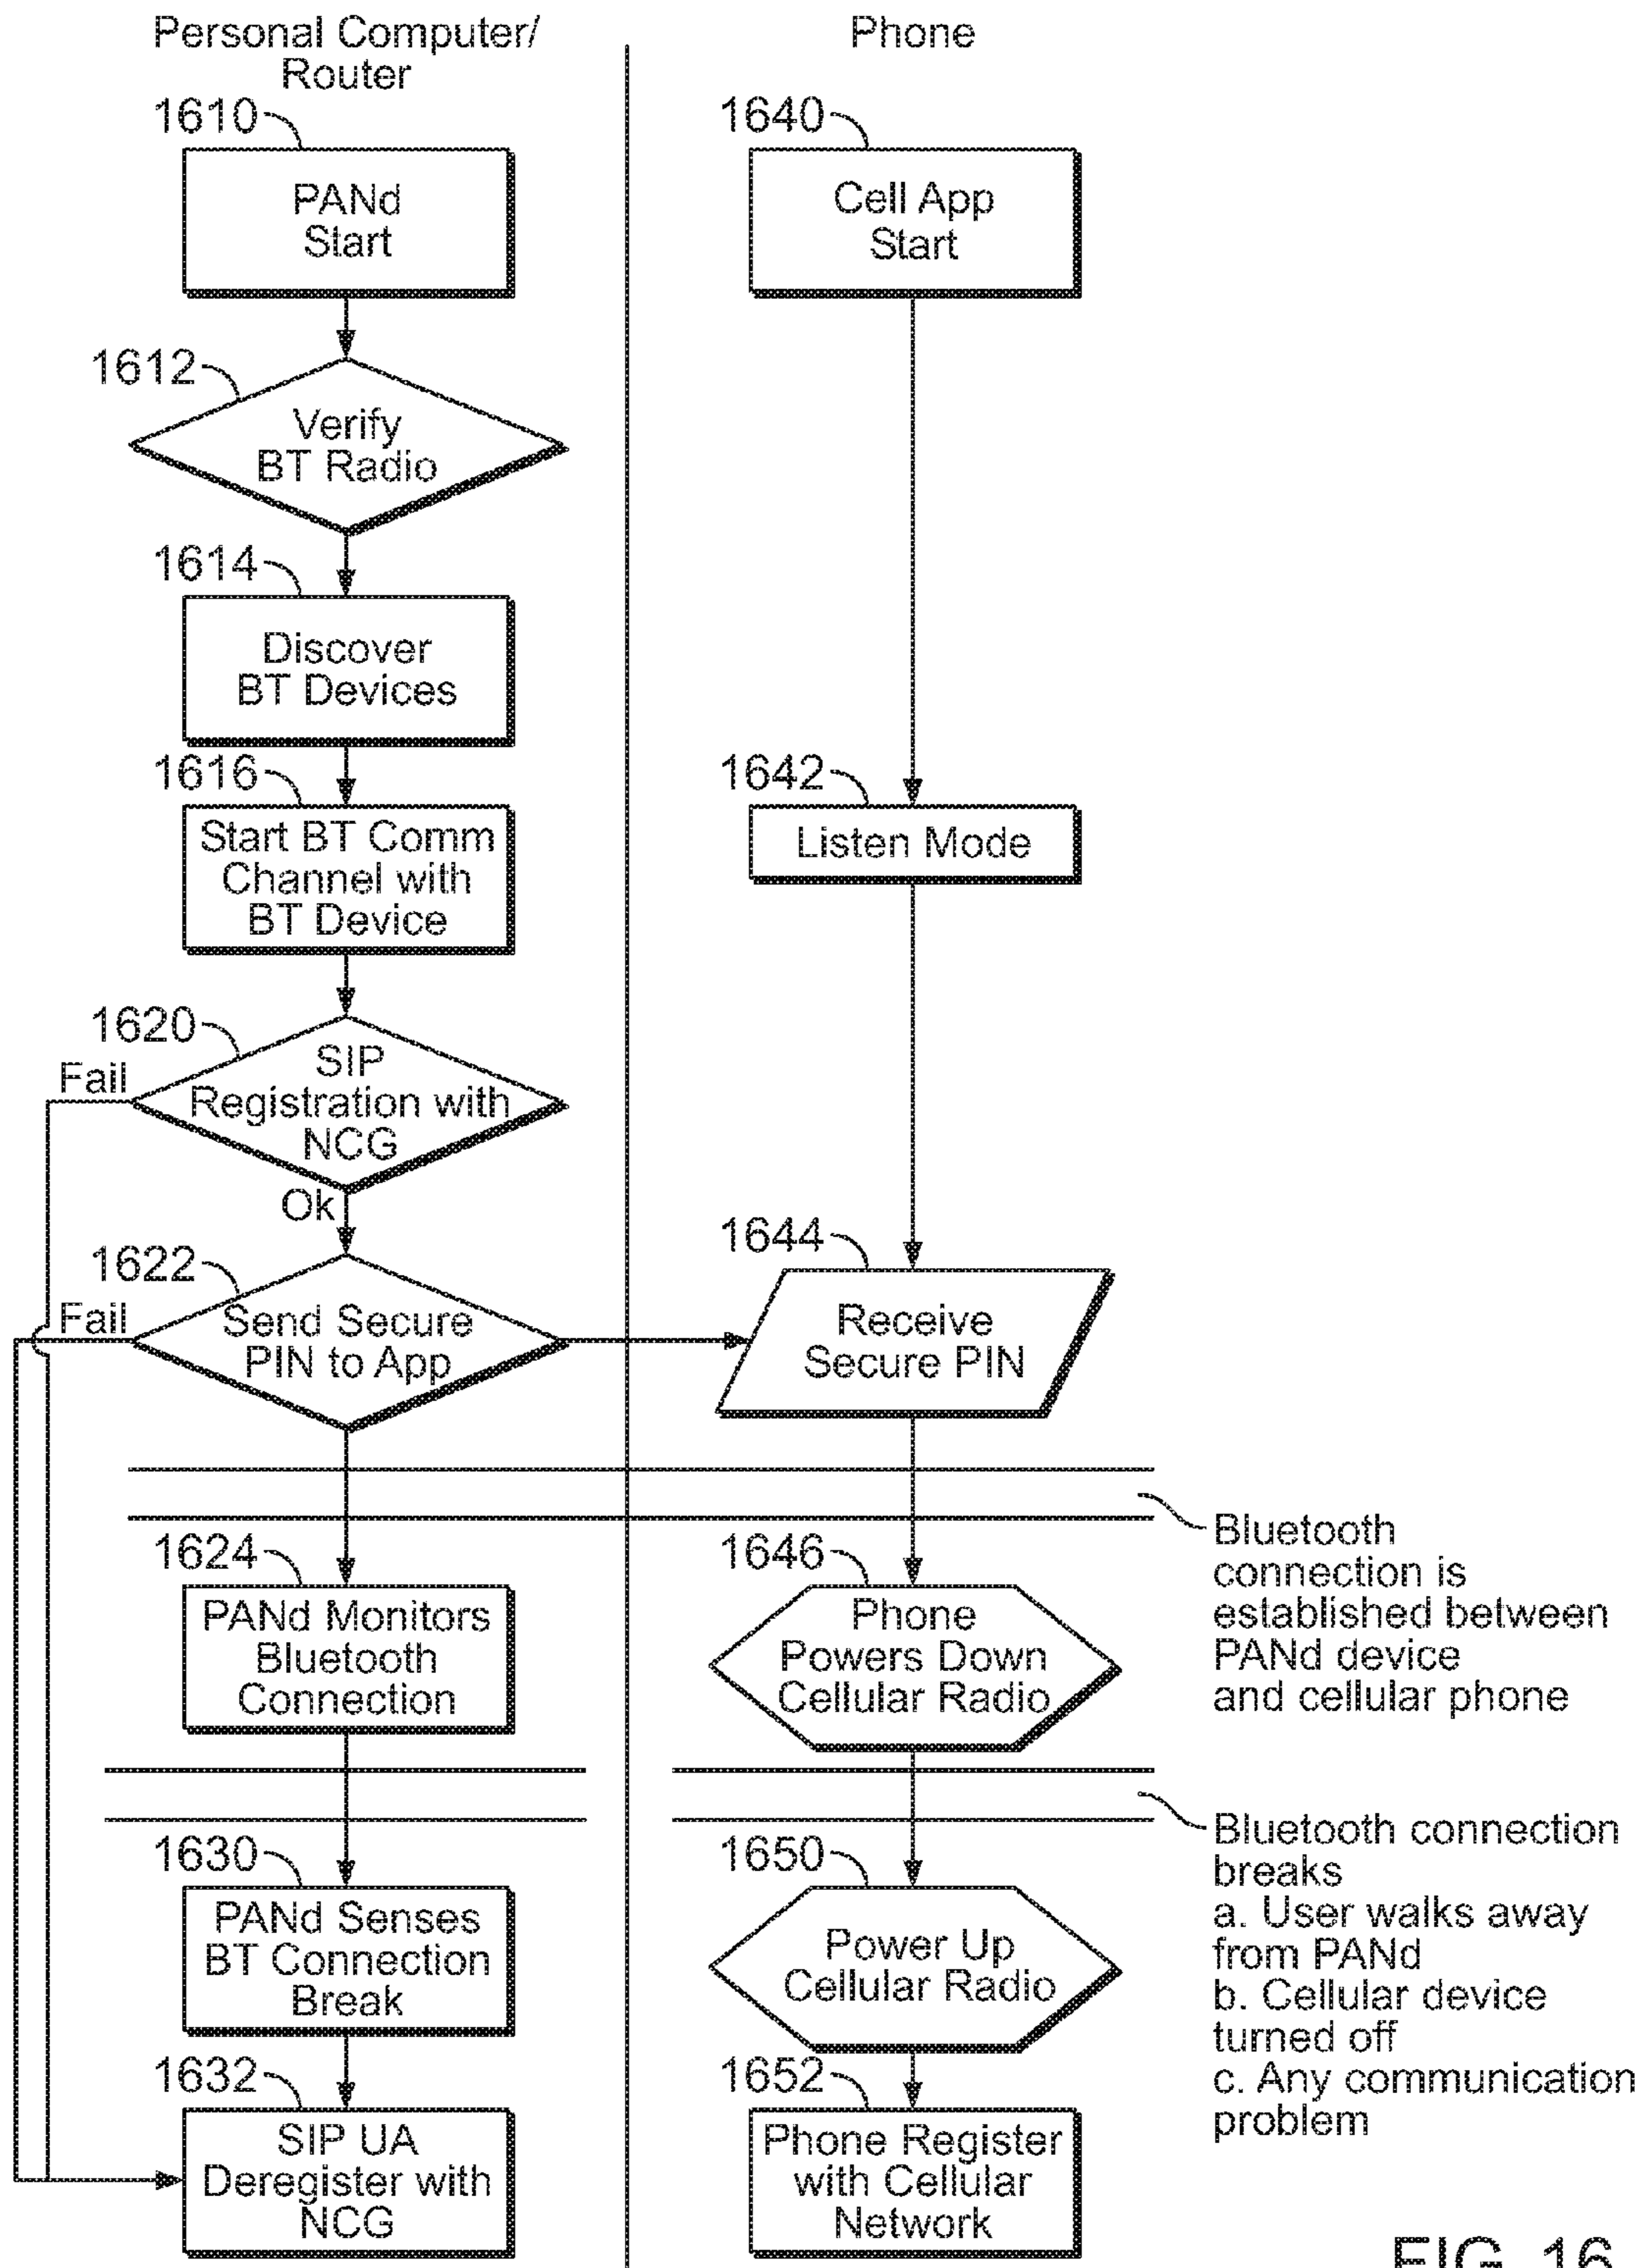 Personal Computer/
Router
1610
PANd
Start
1612
Verify
BT Radio
1614
Discover
BT Devices
1616
Start BT Comm
Channel with
BT Device
1620
Fail
SIP
Registration with
NCG
Ok
1622
Fail
Send Secure
PIN to App
1624
PANd Monitors
Bluetooth
Connection
1630
PANd Senses
BT Connection
Break
1632
SIP UA
Deregister with
NCG
Phone
1640
Cell App
Start
1642
Listen Mode
1644
Receive
Secure PIN
1646
Phone
Powers Down
Cellular Radio
1650
Power Up
Cellular Radio
1652
Phone Register
with Cellular
Network
Bluetooth
connection is
established between
PANd device
and cellular phone
Bluetooth connection
breaks
a. User walks away
from PANd
b. Cellular device
turned off
c. Any communication
problem
FIG. 16